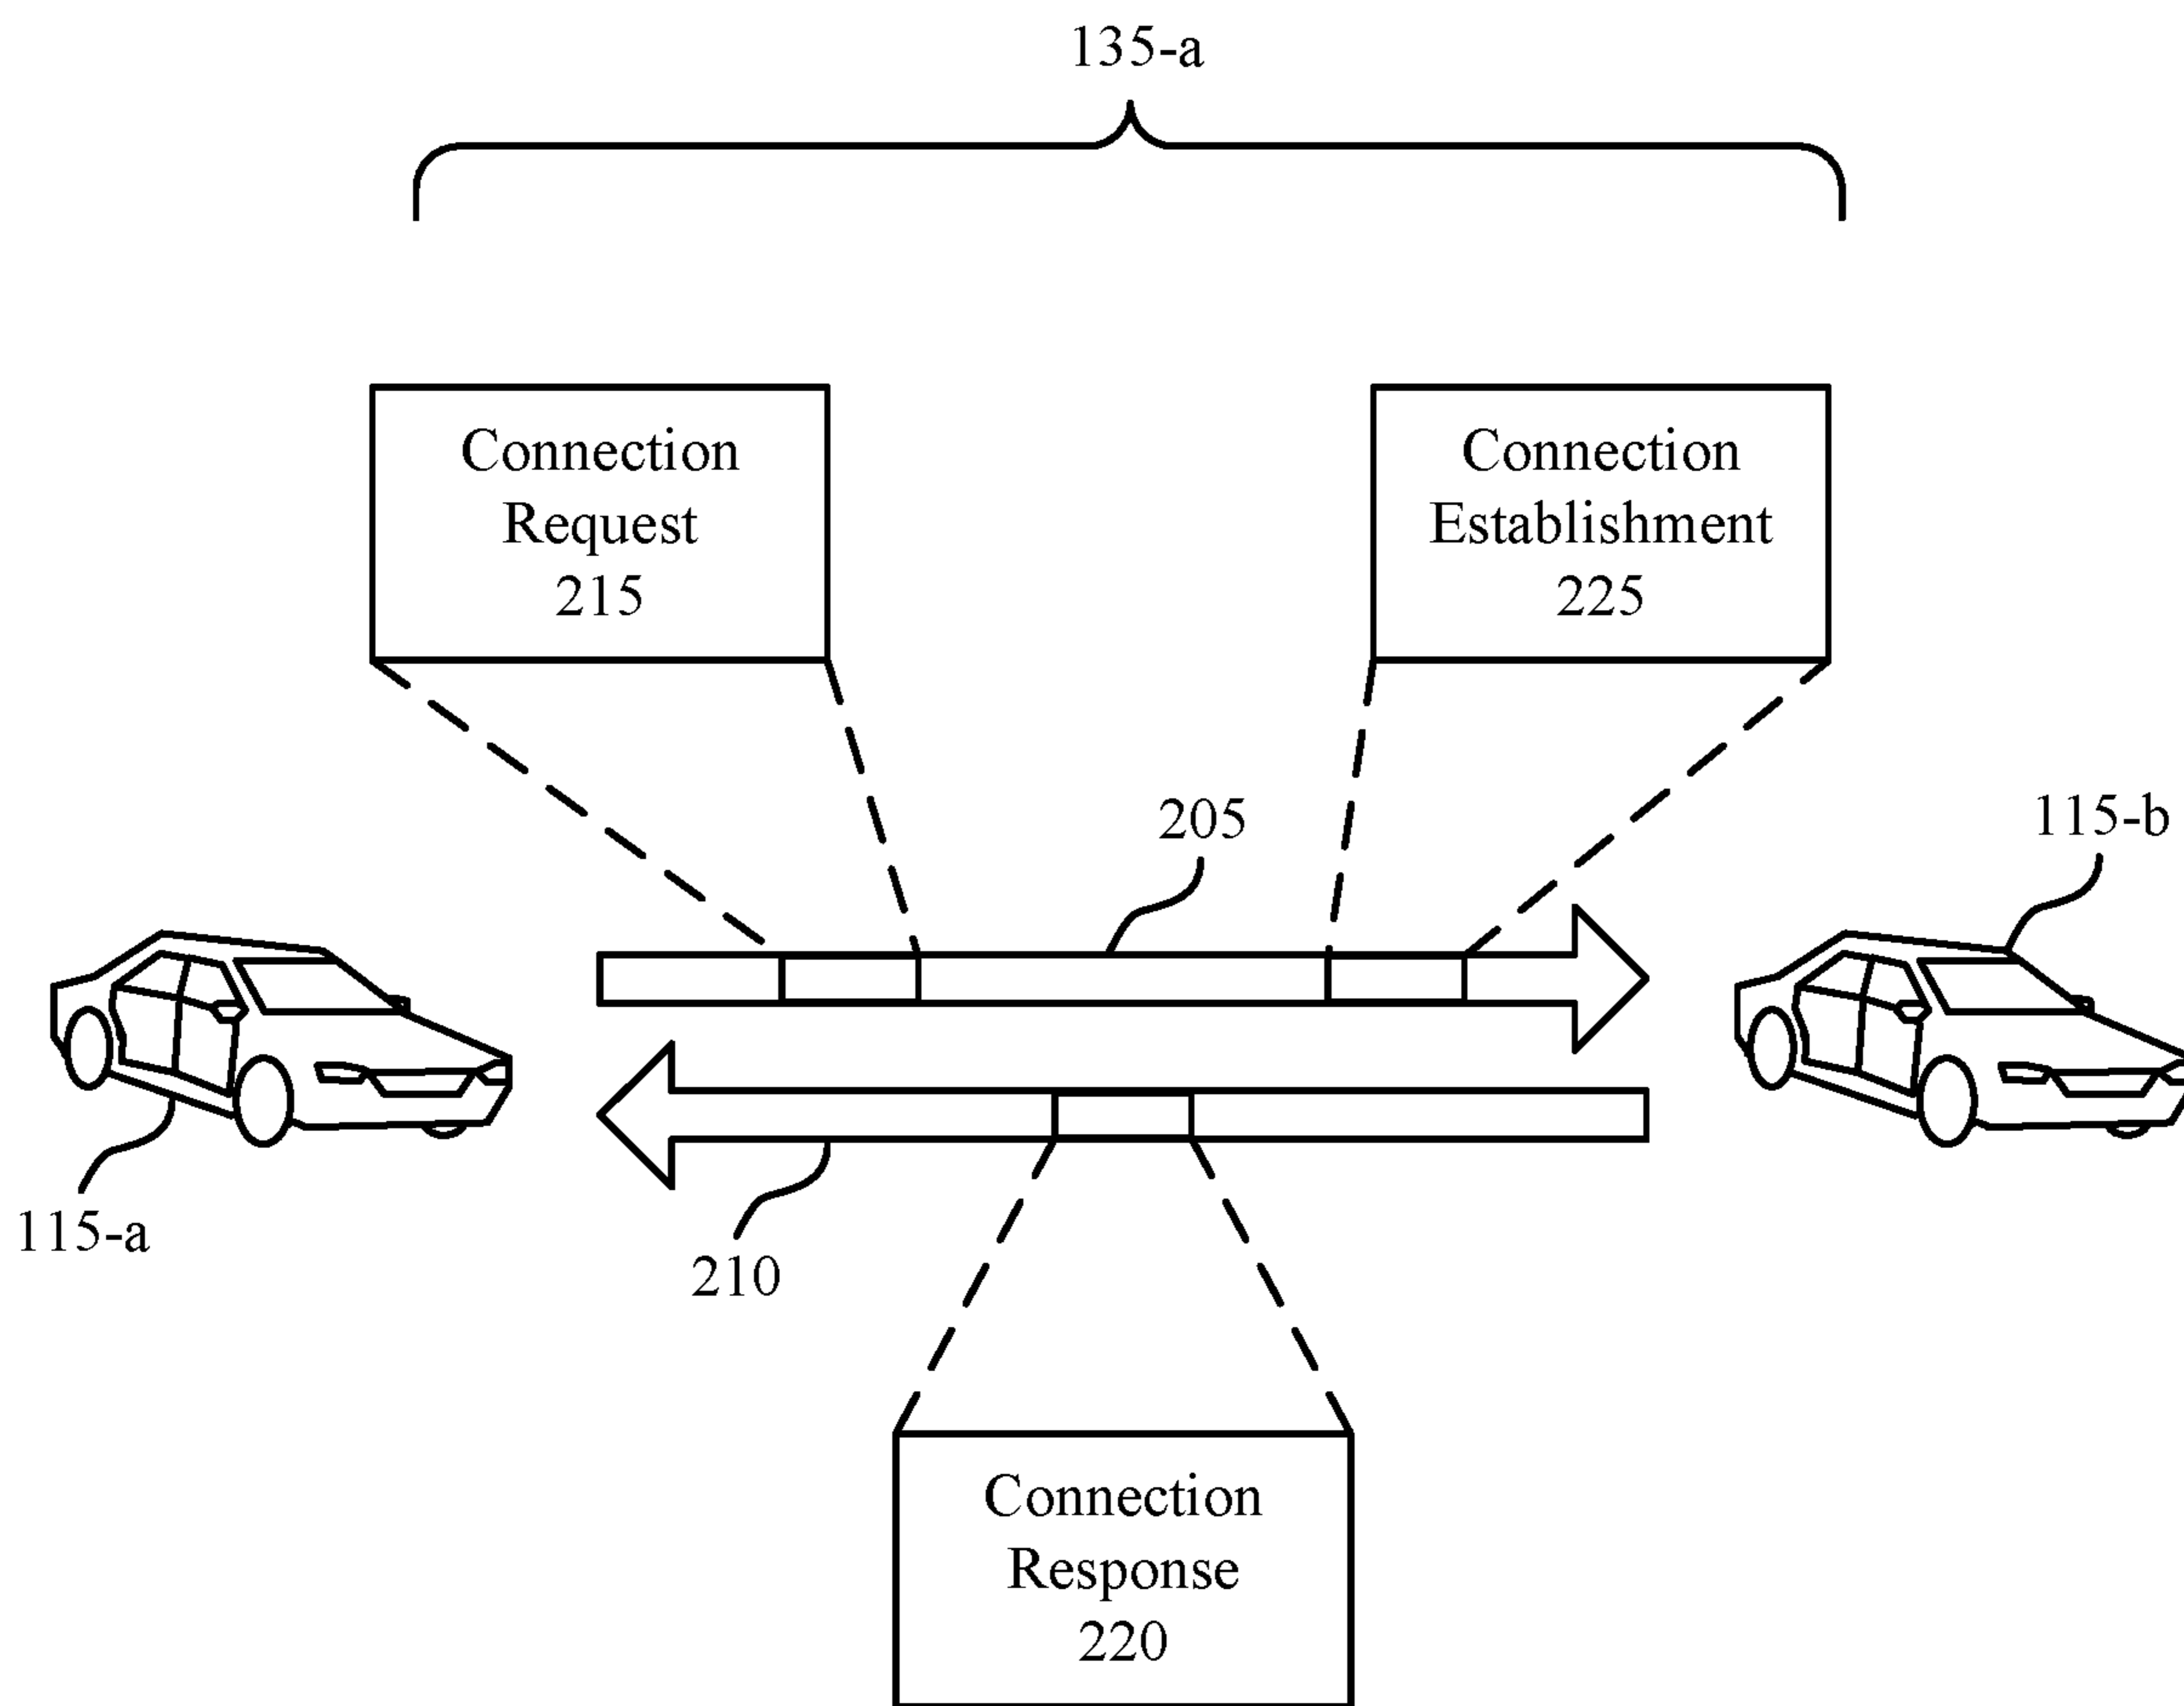 135-a
Connection
Request
215
Connection
Establishment
225
205
115-b
115-a
210
Connection
Response
220